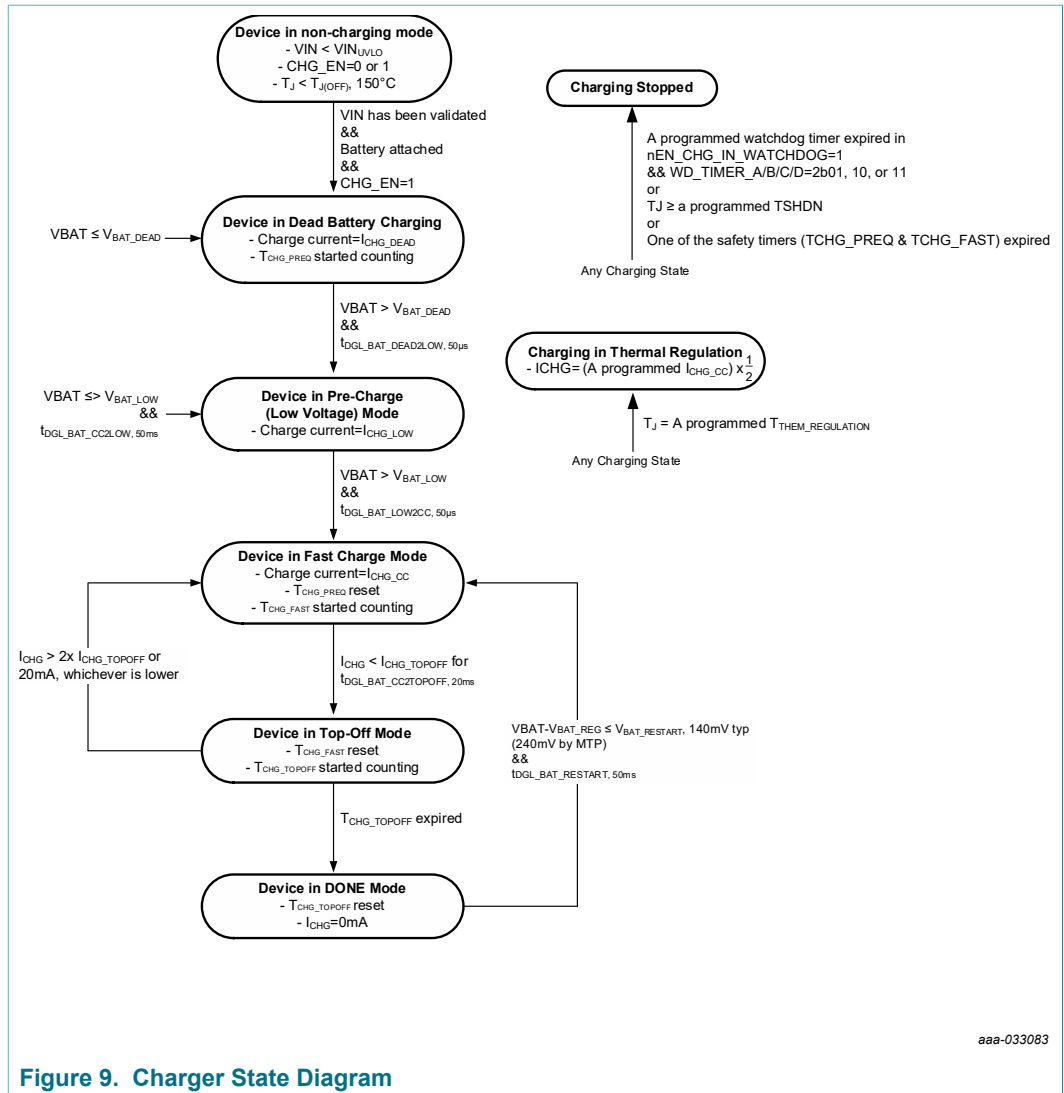 Device in non-charging mode
- VIN < VINUVLO
- CHG_EN=0 or 1
- TJ < TJ(OFF), 150°C
VIN has been validated
&&
Battery attached
&&
CHG_EN=1
Charging Stopped
A programmed watchdog timer expired in
nEN_CHG_IN_WATCHDOG=1
&& WD_TIMER_A/B/C/D=2b01, 10, or 11
or
TJ ≥ a programmed TSHDN
or
One of the safety timers (TCHG_PREQ & TCHG_FAST) expired
Any Charging State
VBAT ≤ VBAT_DEAD
Device in Dead Battery Charging
- Charge current=ICHG_DEAD
- TCHG_PREQ started counting
VBAT > VBAT_DEAD
&&
tDGL_BAT_DEAD2LOW, 50µs
Charging in Thermal Regulation
- ICHG= (A programmed ICHG_CC) x 1/2
TJ = A programmed TTHEM_REGULATION
Any Charging State
VBAT ≤> VBAT_LOW
&&
tDGL_BAT_CC2LOW, 50ms
Device in Pre-Charge
(Low Voltage) Mode
- Charge current=ICHG_LOW
VBAT > VBAT_LOW
&&
tDGL_BAT_LOW2CC, 50µs
Device in Fast Charge Mode
- Charge current=ICHG_CC
- TCHG_PREQ reset
- TCHG_FAST started counting
ICHG > 2x ICHG_TOPOFF or
20mA, whichever is lower
ICHG < ICHG_TOPOFF for
tDGL_BAT_CC2TOPOFF, 20ms
VBAT-VBAT_REG ≤ VBAT_RESTART, 140mV typ
(240mV by MTP)
&&
tDGL_BAT_RESTART, 50ms
Device in Top-Off Mode
- TCHG_FAST reset
- TCHG_TOPOFF started counting
TCHG_TOPOFF expired
Device in DONE Mode
- TCHG_TOPOFF reset
- ICHG=0mA
aaa-033083
Figure 9. Charger State Diagram